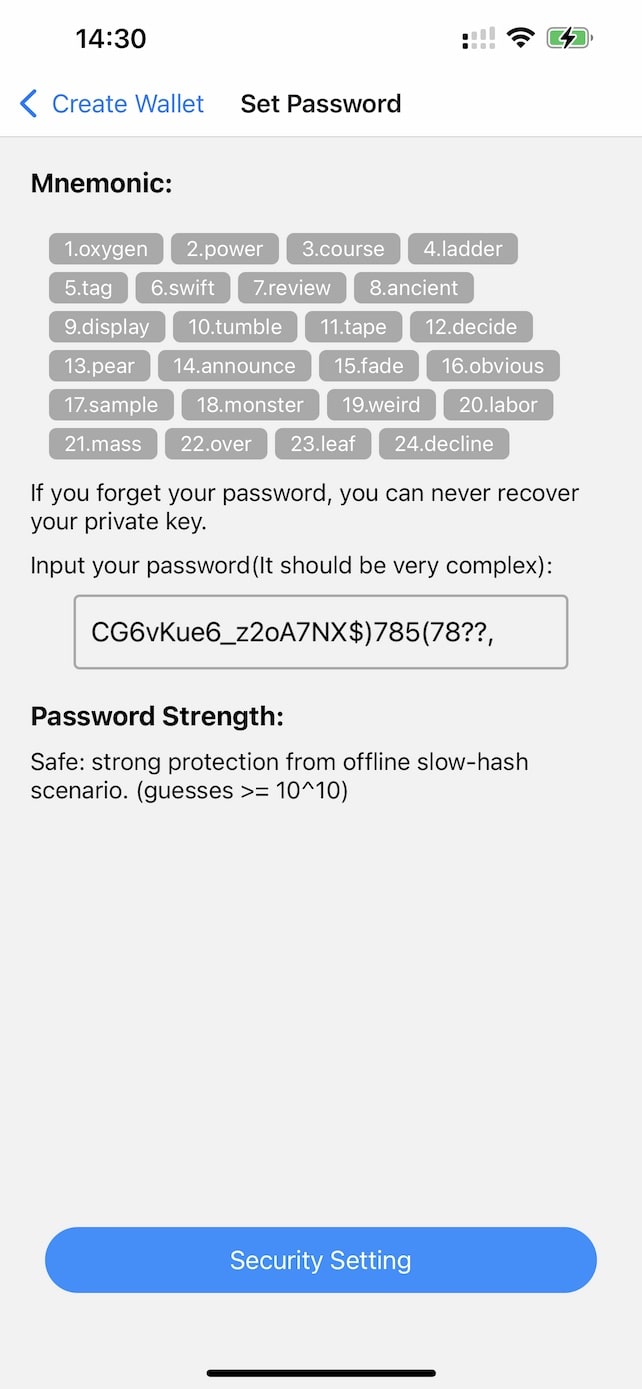 14:30
Create Wallet Set Password
Mnemonic:
1.oxygen 2.power 3.course 4.ladder
5.tag 6.swift 7.review 8.ancient
9.display 10.tumble 11.tape 12.decide
13.pear 14.announce 15.fade 16.obvious
17.sample 18.monster 19.weird 20.labor
21.mass 22.over 23.leaf 24.decline
If you forget your password, you can never recover
your private key.
Input your password(It should be very complex):
CG6vKue6_z2oA7NX$)785(78??,
Password Strength:
Safe: strong protection from offline slow-hash
scenario. (guesses >= 10^10)
Security Setting